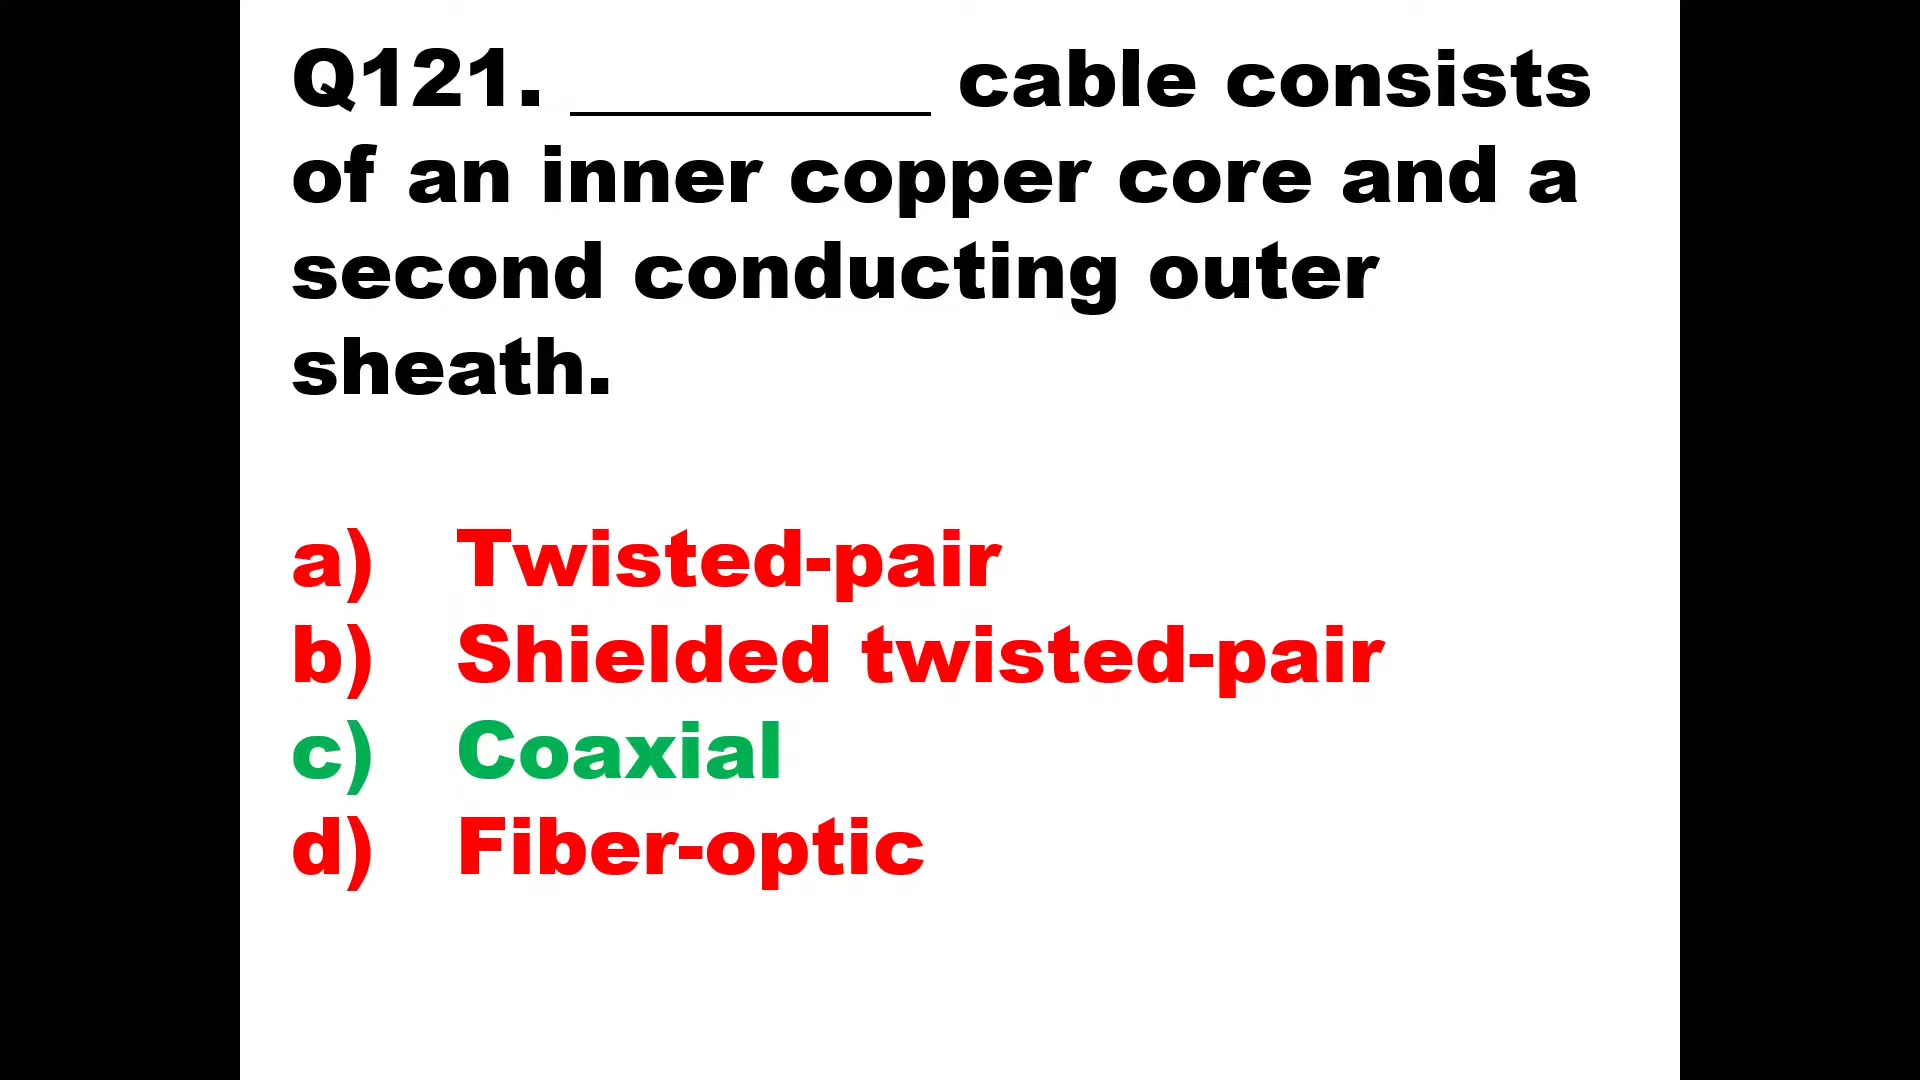 Q121. __________ cable consists
of an inner copper core and a
second conducting outer
sheath.
a) Twisted-pair
b) Shielded twisted-pair
c) Coaxial
d) Fiber-optic